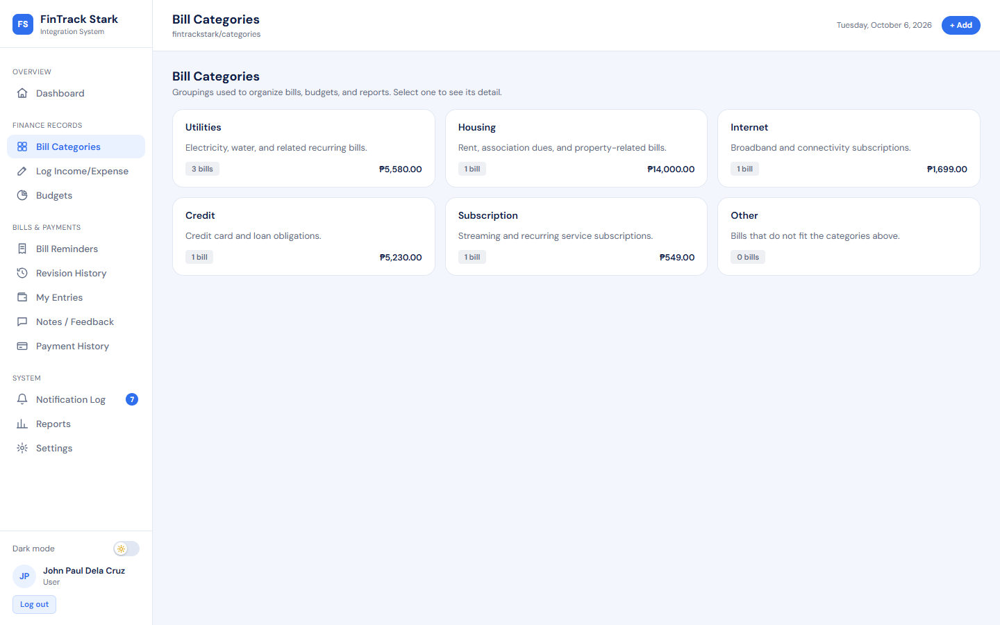 FS
FinTrack Stark
Integration System
OVERVIEW
Dashboard
FINANCE RECORDS
Bill Categories
Log Income/Expense
Budgets
BILLS & PAYMENTS
Bill Reminders
Revision History
My Entries
Notes / Feedback
Payment History
SYSTEM
Notification Log 7
Reports
Settings
Dark mode
JP
John Paul Dela Cruz
User
Log out
Bill Categories
fintrackstark/categories
Tuesday, October 6, 2026
+ Add
Bill Categories
Groupings used to organize bills, budgets, and reports. Select one to see its detail.
Utilities
Electricity, water, and related recurring bills.
3 bills ₱5,580.00
Housing
Rent, association dues, and property-related bills.
1 bill ₱14,000.00
Internet
Broadband and connectivity subscriptions.
1 bill ₱1,699.00
Credit
Credit card and loan obligations.
1 bill ₱5,230.00
Subscription
Streaming and recurring service subscriptions.
1 bill ₱549.00
Other
Bills that do not fit the categories above.
0 bills